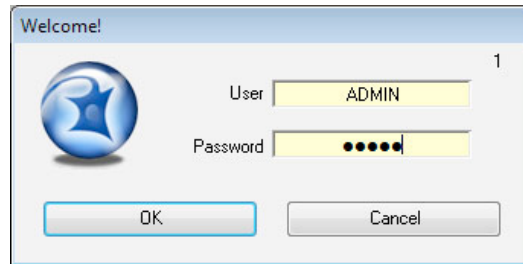 Welcome!
1
User ADMIN
Password •••••
OK Cancel